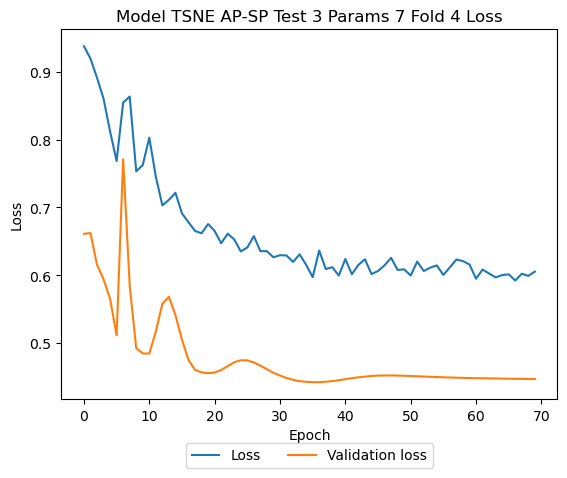 Model TSNE AP-SP Test 3 Params 7 Fold 4 Loss
Loss
0.9
0.8
0.7
0.6
0.5
0 10 20 30 40 50 60 70
Epoch
Loss Validation loss